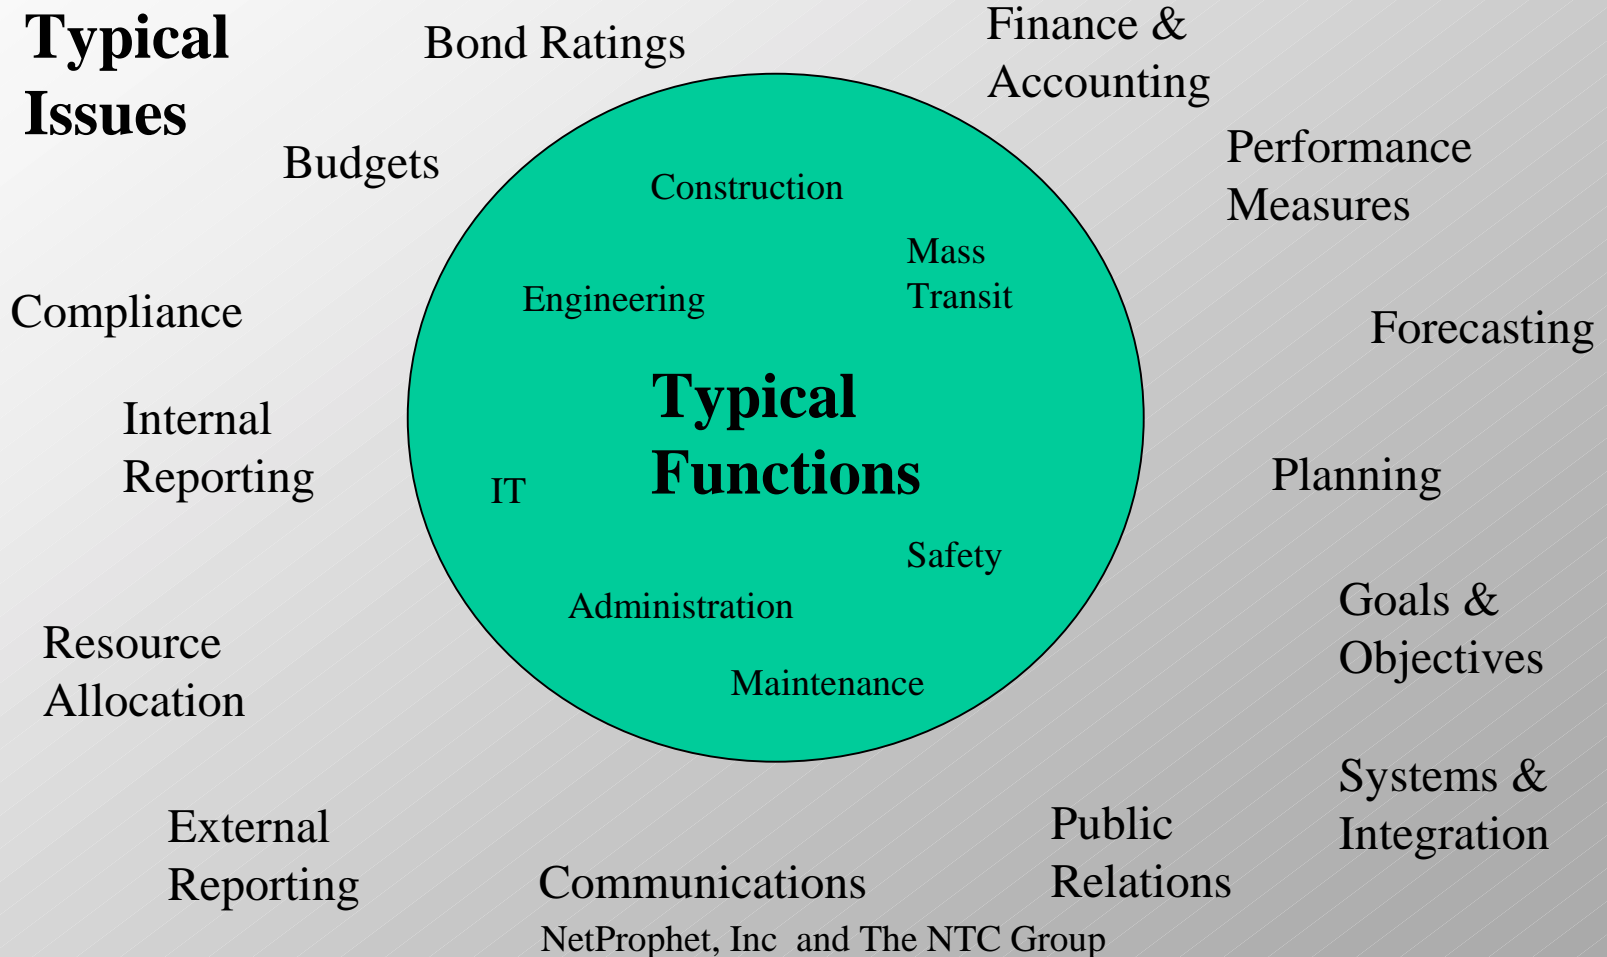 Typical
Issues
Bond Ratings
Finance &
Accounting
Budgets
Performance
Measures
Construction
Mass
Transit
Engineering
Compliance
Forecasting
Internal
Reporting
Typical
Functions
IT
Planning
Safety
Administration
Goals &
Objectives
Resource
Allocation
Maintenance
Systems &
Integration
External
Reporting
Public
Relations
Communications
NetProphet, Inc  and The NTC Group